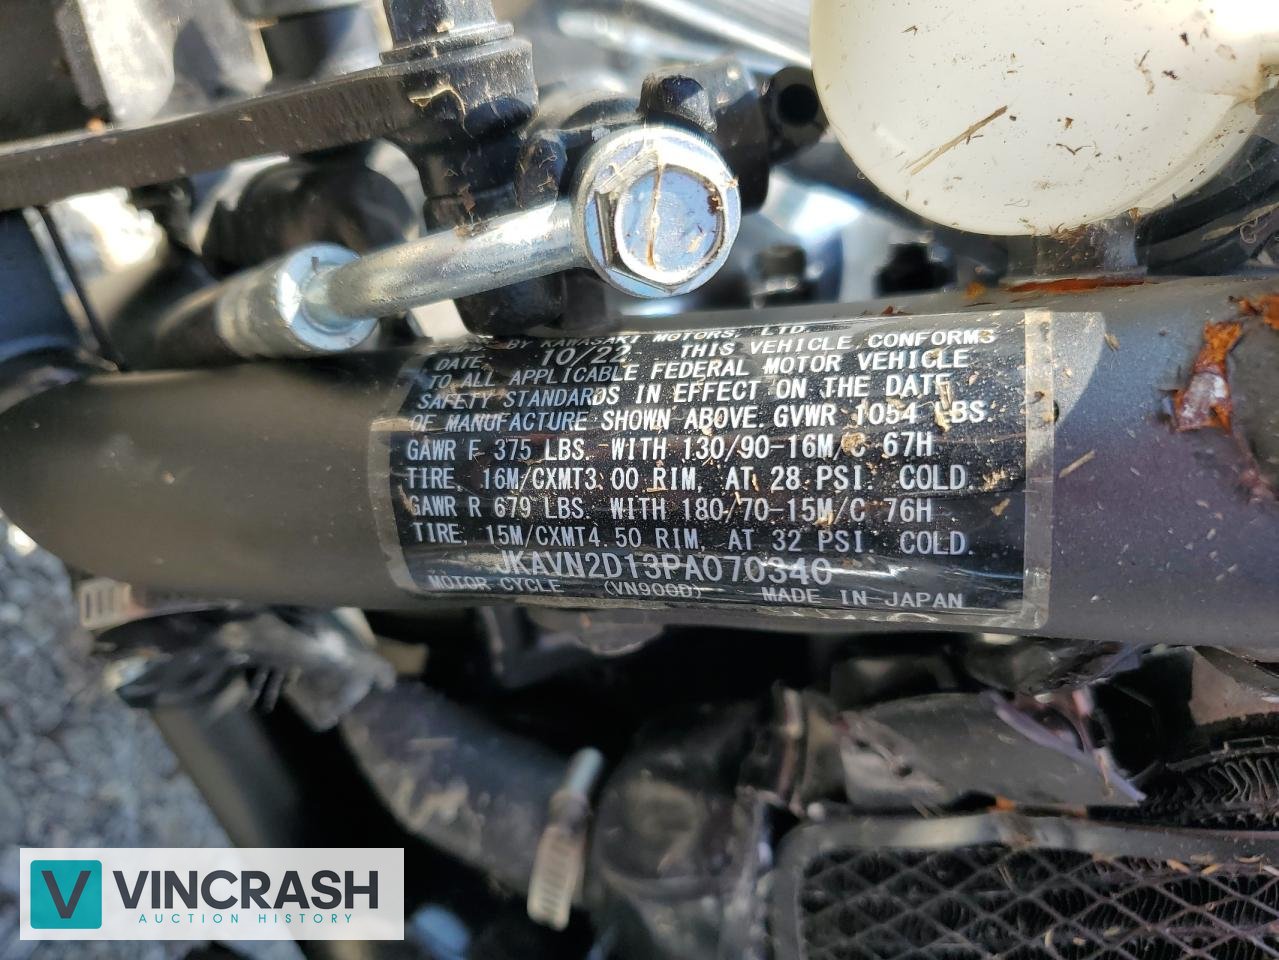 BY KAWASAKI MOTORS, LTD.
DATE, 10/22. THIS VEHICLE CONFORMS
TO ALL APPLICABLE FEDERAL MOTOR VEHICLE
SAFETY STANDARDS IN EFFECT ON THE DATE
OF MANUFACTURE SHOWN ABOVE. GVWR 1054 LBS
GAWR F 375 LBS. WITH 130/90-16M/C 67H
TIRE, 16M/CXMT3.00 RIM, AT 28 PSI. COLD.
GAWR R 679 LBS. WITH 180/70-15M/C 76H
TIRE, 15M/CXMT4.50 RIM, AT 32 PSI. COLD.
JKAVN2D13PA070340
MOTOR CYCLE (VN900D) MADE IN JAPAN
V VINCRASH
AUCTION HISTORY